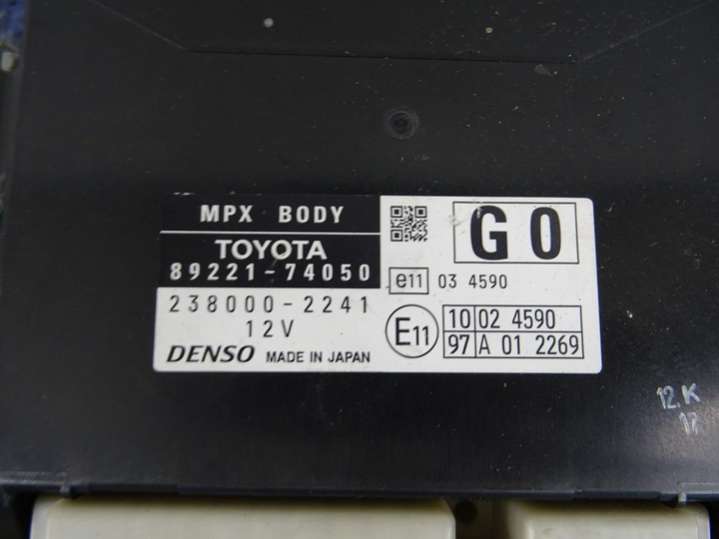 MPX BODY
TOYOTA
89221-74050
238000-2241
12V
DENSO MADE IN JAPAN
G0
e11 03 4590
E11
10 02 4590
97 A 01 2269
12.K